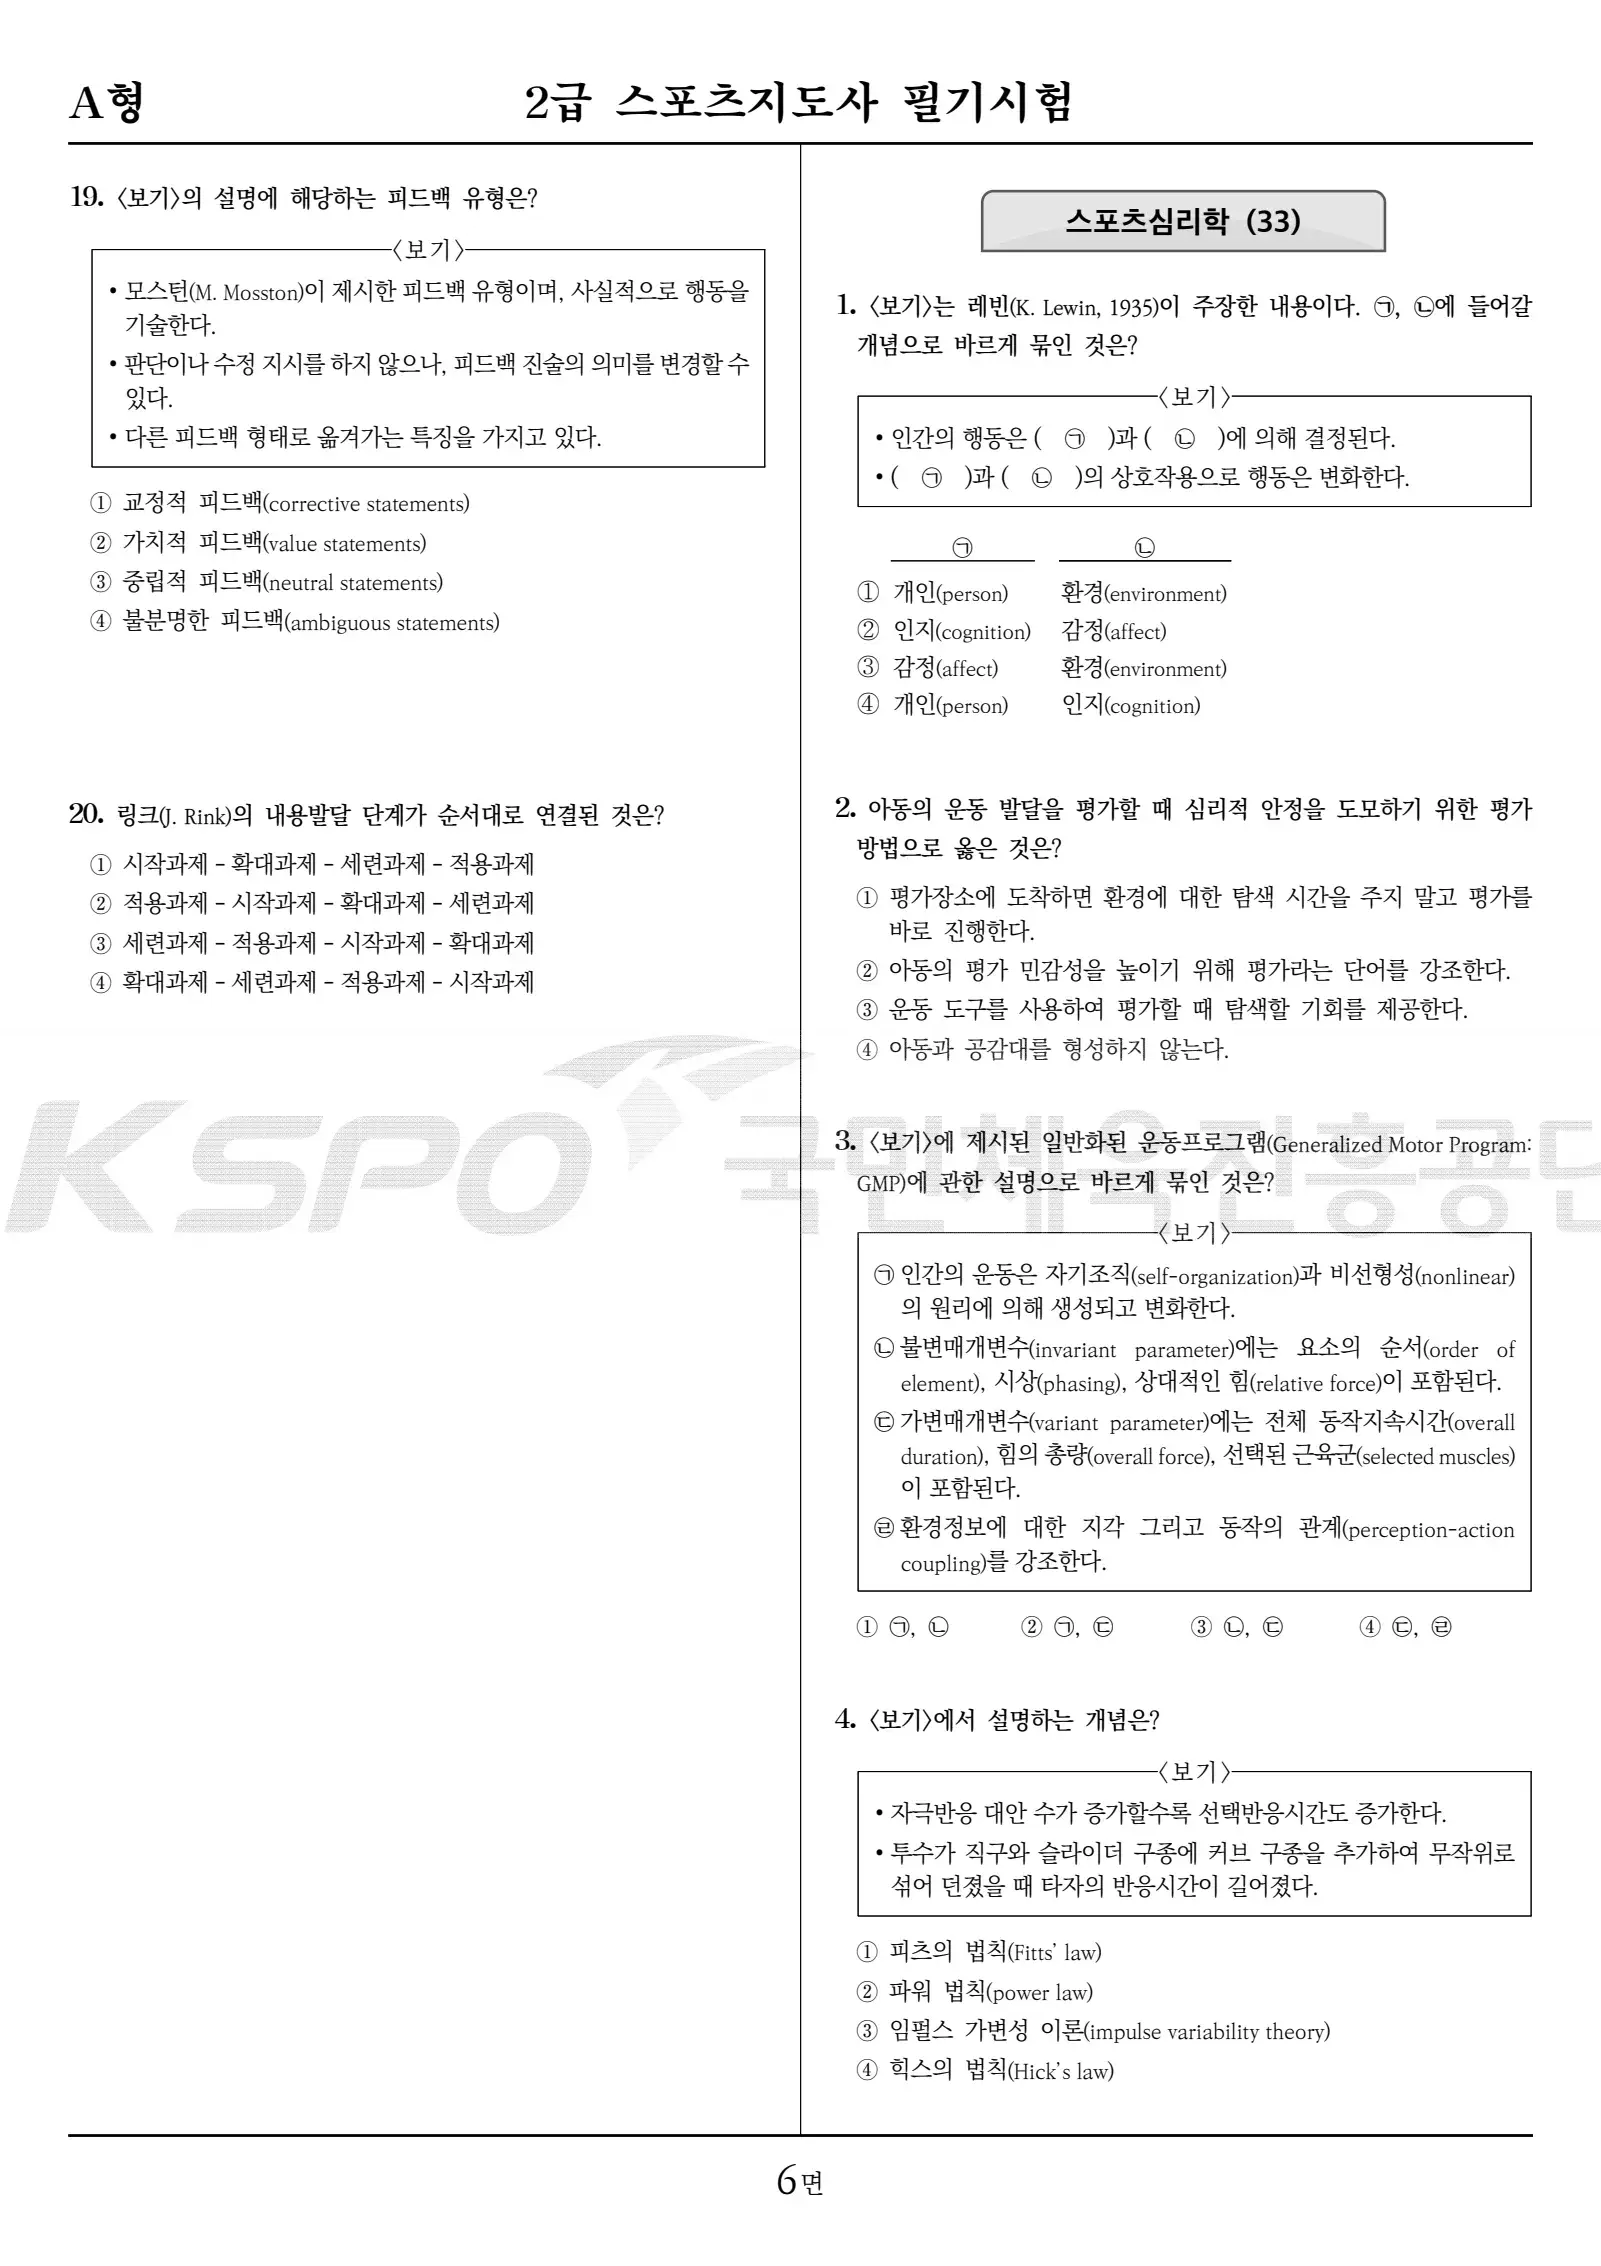 A형
2급 스포츠지도사 필기시험
19. 〈보기〉의 설명에 해당하는 피드백 유형은?
〈보기〉
• 모스턴(M. Mosston)이 제시한 피드백 유형이며, 사실적으로 행동을
기술한다.
• 판단이나 수정 지시를 하지 않으나, 피드백 진술의 의미를 변경할 수
있다.
• 다른 피드백 형태로 옮겨가는 특징을 가지고 있다.
① 교정적 피드백(corrective statements)
② 가치적 피드백(value statements)
③ 중립적 피드백(neutral statements)
④ 불분명한 피드백(ambiguous statements)
20. 링크(J. Rink)의 내용발달 단계가 순서대로 연결된 것은?
① 시작과제 - 확대과제 - 세련과제 - 적용과제
② 적용과제 - 시작과제 - 확대과제 - 세련과제
③ 세련과제 - 적용과제 - 시작과제 - 확대과제
④ 확대과제 - 세련과제 - 적용과제 - 시작과제
KSPO 국민체육진흥공단
스포츠심리학 (33)
1. 〈보기〉는 레빈(K. Lewin, 1935)이 주장한 내용이다. ㉠, ㉡에 들어갈
개념으로 바르게 묶인 것은?
〈보기〉
• 인간의 행동은 ( ㉠ )과 ( ㉡ )에 의해 결정된다.
• ( ㉠ )과 ( ㉡ )의 상호작용으로 행동은 변화한다.
㉠ ㉡
① 개인(person) 환경(environment)
② 인지(cognition) 감정(affect)
③ 감정(affect) 환경(environment)
④ 개인(person) 인지(cognition)
2. 아동의 운동 발달을 평가할 때 심리적 안정을 도모하기 위한 평가
방법으로 옳은 것은?
① 평가장소에 도착하면 환경에 대한 탐색 시간을 주지 말고 평가를
바로 진행한다.
② 아동의 평가 민감성을 높이기 위해 평가라는 단어를 강조한다.
③ 운동 도구를 사용하여 평가할 때 탐색할 기회를 제공한다.
④ 아동과 공감대를 형성하지 않는다.
3. 〈보기〉에 제시된 일반화된 운동프로그램(Generalized Motor Program:
GMP)에 관한 설명으로 바르게 묶인 것은?
〈보기〉
㉠ 인간의 운동은 자기조직(self-organization)과 비선형성(nonlinear)
의 원리에 의해 생성되고 변화한다.
㉡ 불변매개변수(invariant parameter)에는 요소의 순서(order of
element), 시상(phasing), 상대적인 힘(relative force)이 포함된다.
㉢ 가변매개변수(variant parameter)에는 전체 동작지속시간(overall
duration), 힘의 총량(overall force), 선택된 근육군(selected muscles)
이 포함된다.
㉣ 환경정보에 대한 지각 그리고 동작의 관계(perception-action
coupling)를 강조한다.
① ㉠, ㉡ ② ㉠, ㉢ ③ ㉡, ㉢ ④ ㉢, ㉣
4. 〈보기〉에서 설명하는 개념은?
〈보기〉
• 자극반응 대안 수가 증가할수록 선택반응시간도 증가한다.
• 투수가 직구와 슬라이더 구종에 커브 구종을 추가하여 무작위로
섞어 던졌을 때 타자의 반응시간이 길어졌다.
① 피츠의 법칙(Fitts' law)
② 파워 법칙(power law)
③ 임펄스 가변성 이론(impulse variability theory)
④ 힉스의 법칙(Hick's law)
6면